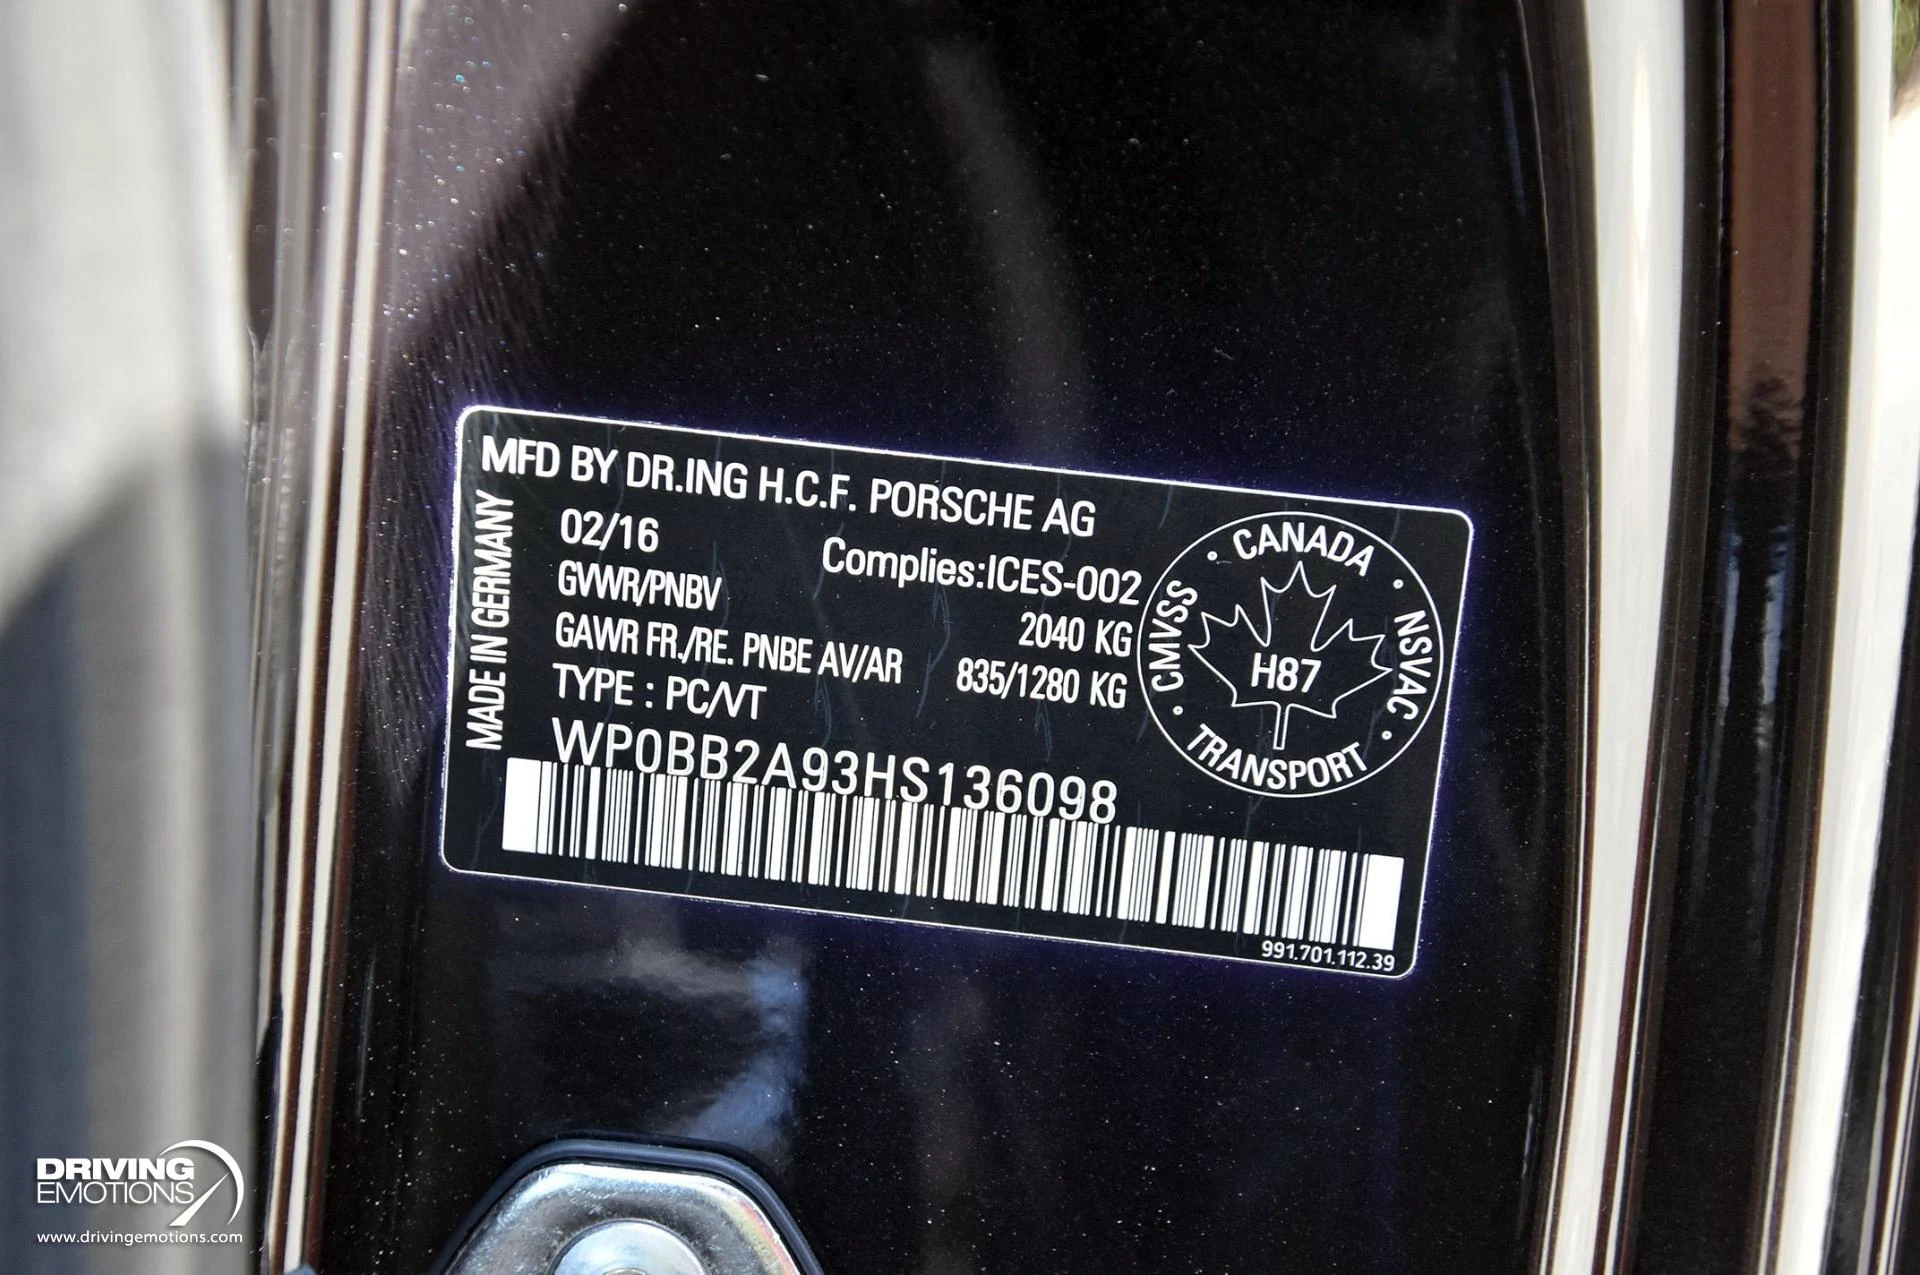 MFD BY DR.ING H.C.F. PORSCHE AG
MADE IN GERMANY
02/16
Complies:ICES-002
GVWR/PNBV 2040 KG
GAWR FR./RE. PNBE AV/AR 835/1280 KG
TYPE : PC/VT
WP0BB2A93HS136098
991.701.112.39
· CANADA · NSVAC · TRANSPORT · CMVSS
H87
DRIVING
EMOTIONS
www.drivingemotions.com